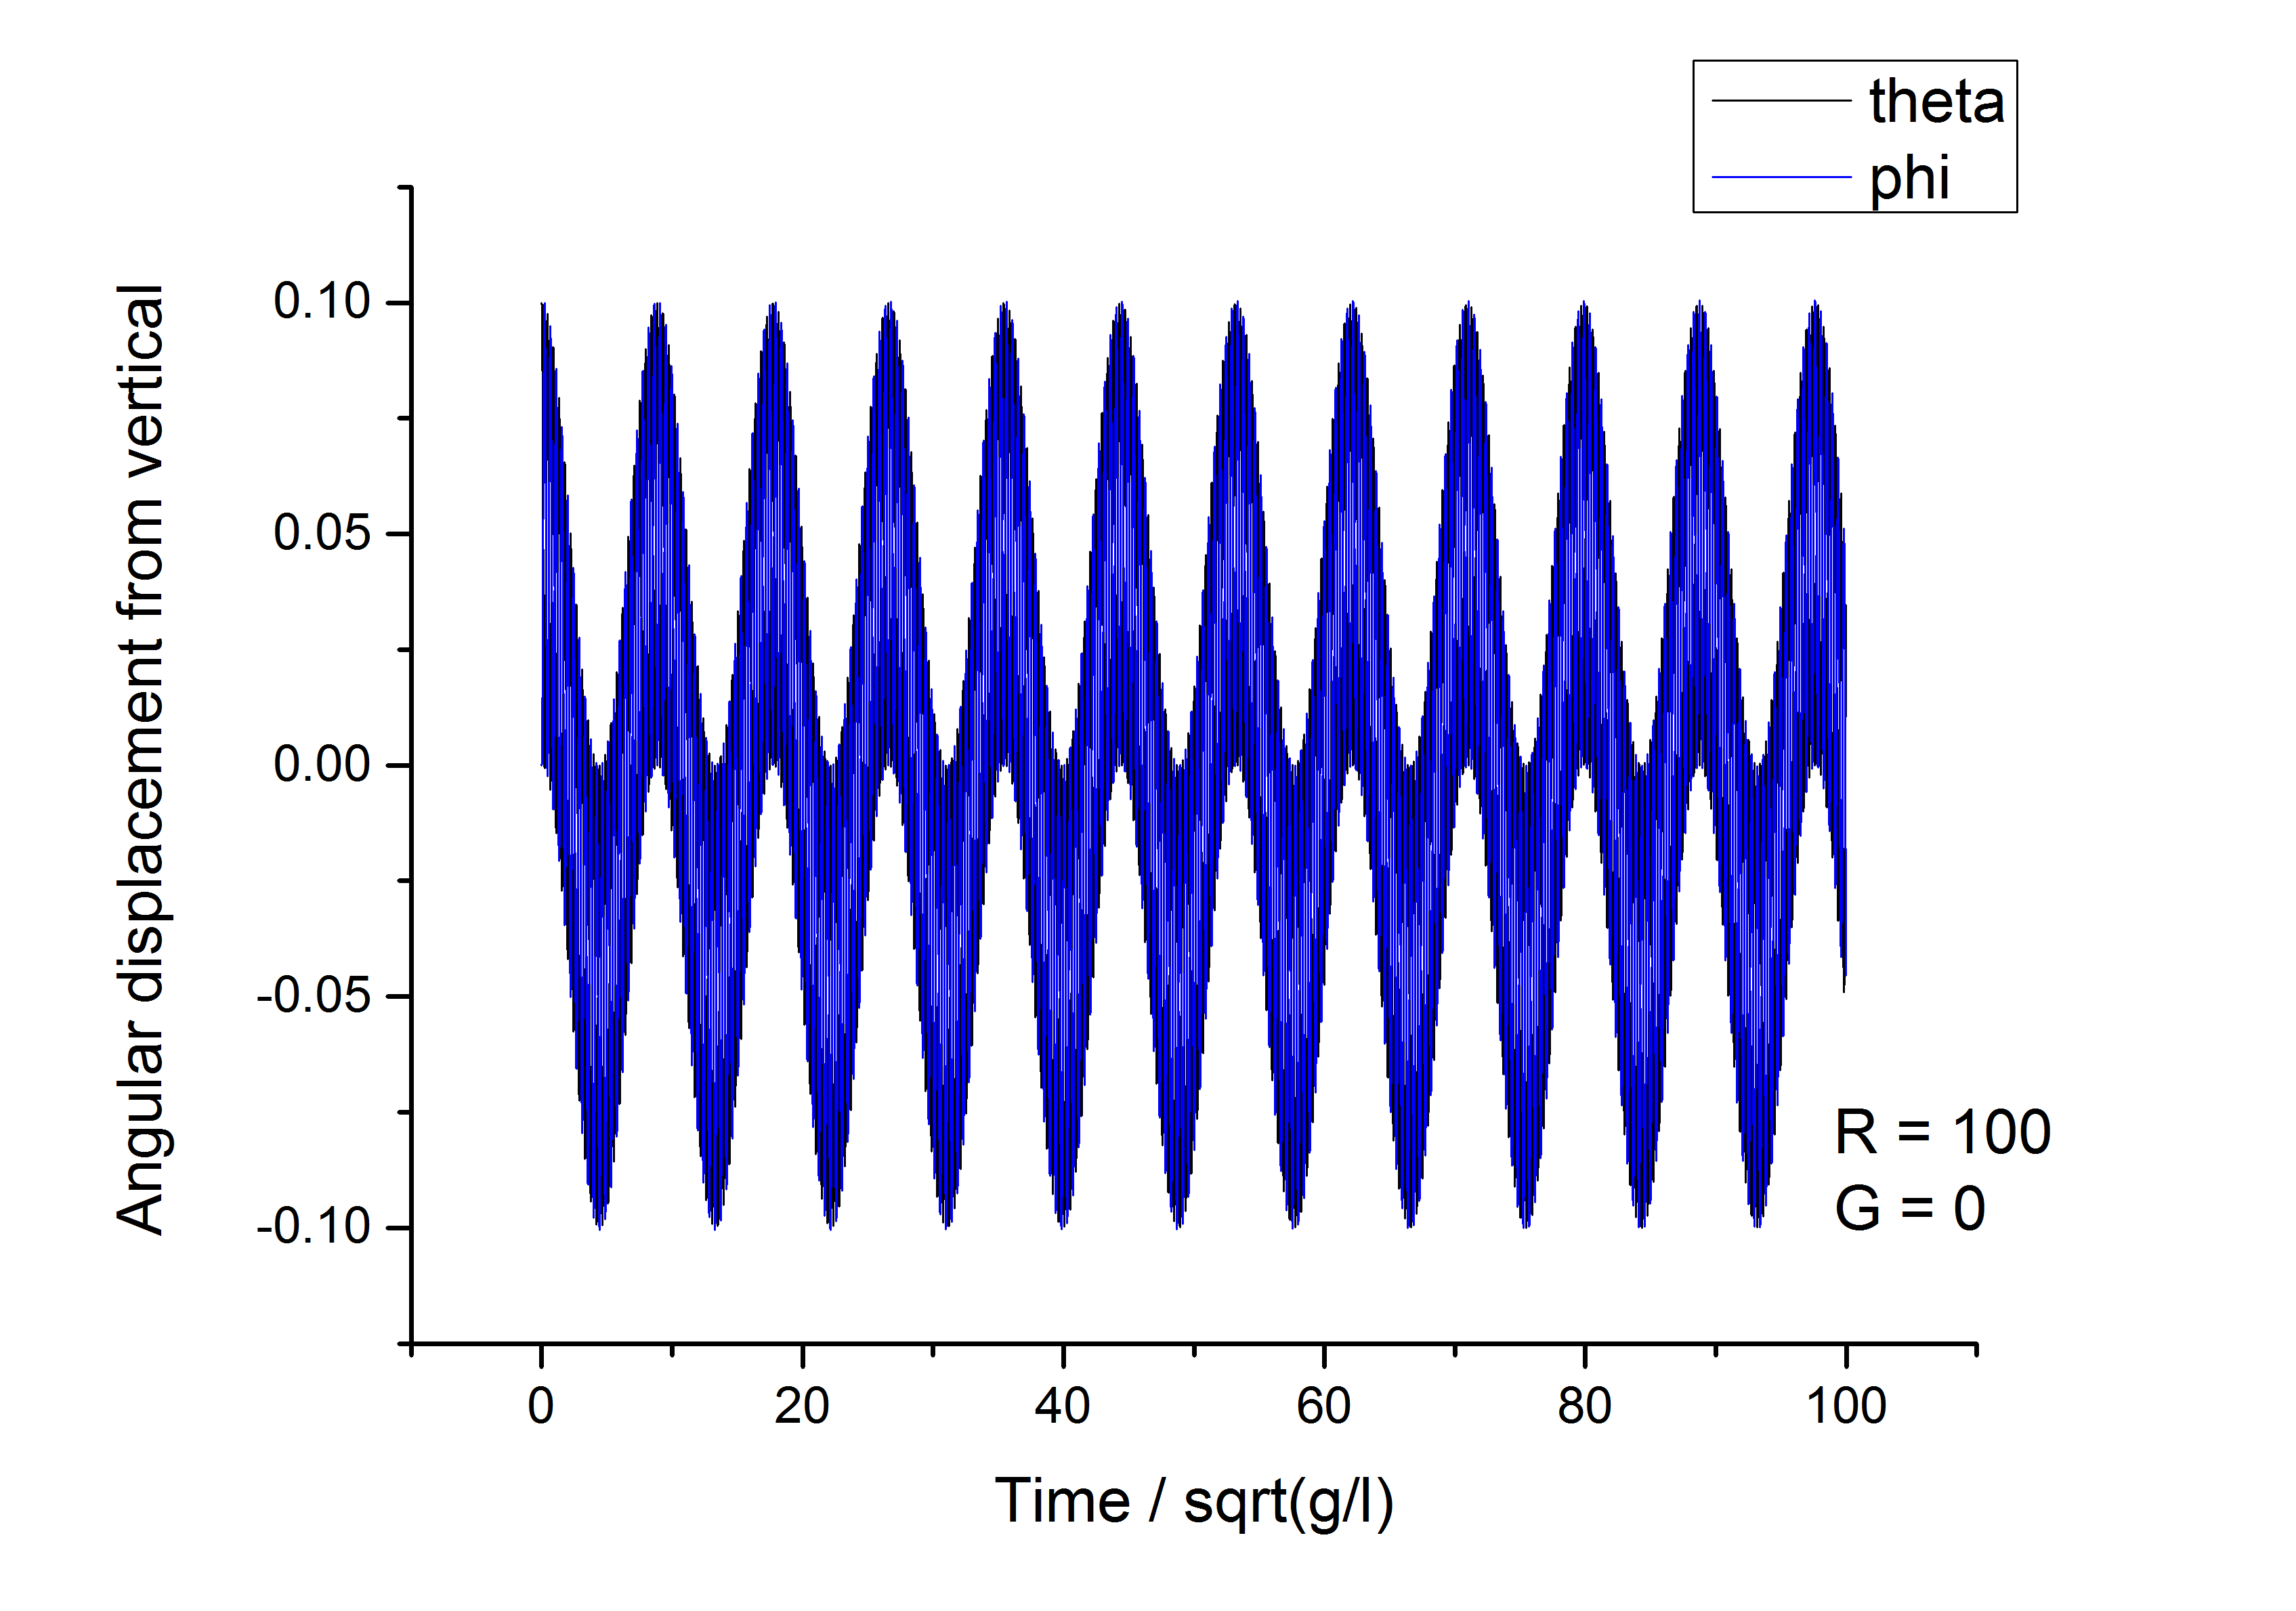 theta
phi
Angular displacement from vertical
0.10
0.05
0.00
-0.05
-0.10
R = 100
G = 0
0 20 40 60 80 100
Time / sqrt(g/l)